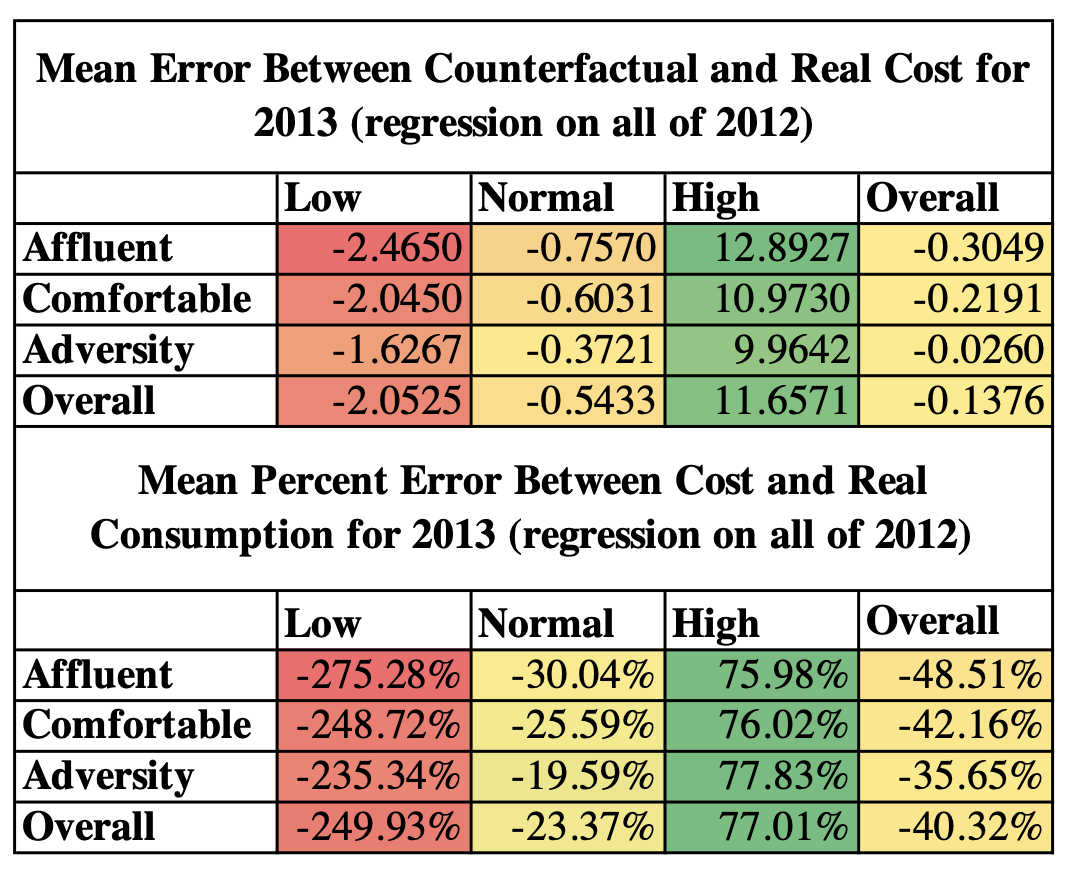 Mean Error Between Counterfactual and Real Cost for
2013 (regression on all of 2012)
Low Normal High Overall
Affluent -2.4650 -0.7570 12.8927 -0.3049
Comfortable -2.0450 -0.6031 10.9730 -0.2191
Adversity -1.6267 -0.3721 9.9642 -0.0260
Overall -2.0525 -0.5433 11.6571 -0.1376
Mean Percent Error Between Cost and Real
Consumption for 2013 (regression on all of 2012)
Low Normal High Overall
Affluent -275.28% -30.04% 75.98% -48.51%
Comfortable -248.72% -25.59% 76.02% -42.16%
Adversity -235.34% -19.59% 77.83% -35.65%
Overall -249.93% -23.37% 77.01% -40.32%